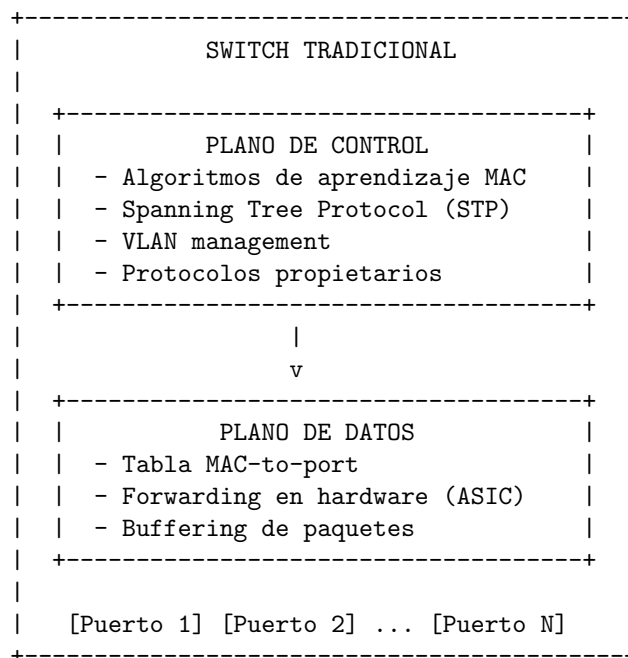 SWITCH TRADICIONAL
PLANO DE CONTROL
- Algoritmos de aprendizaje MAC
- Spanning Tree Protocol (STP)
- VLAN management
- Protocolos propietarios
v
PLANO DE DATOS
- Tabla MAC-to-port
- Forwarding en hardware (ASIC)
- Buffering de paquetes
[Puerto 1] [Puerto 2] ... [Puerto N]